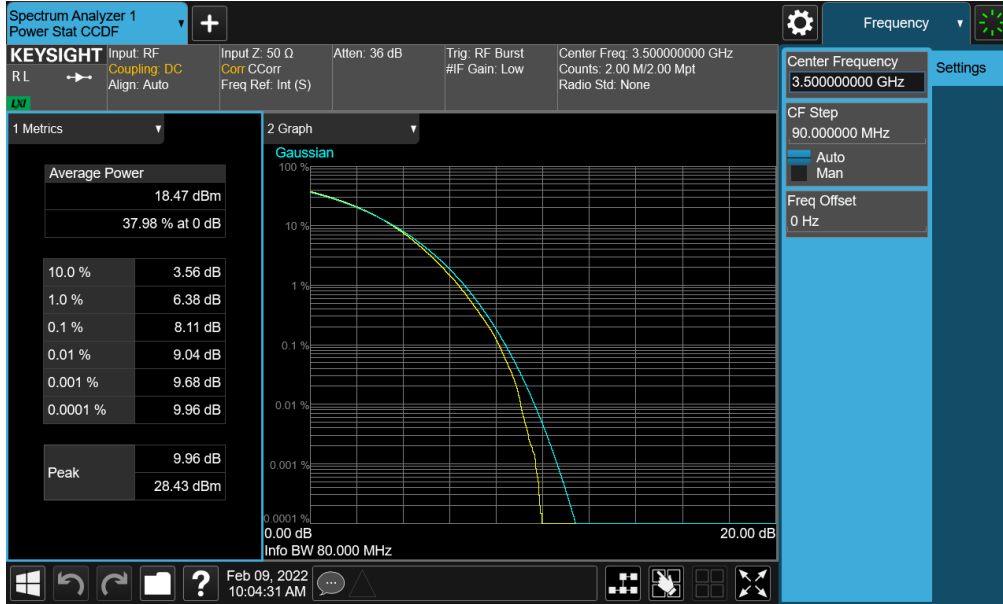 Spectrum Analyzer 1
Power Stat CCDF
Frequency
KEYSIGHT
RL
LXI
Input: RF
Coupling: DC
Align: Auto
Input Z: 50 Ω
Corr CCorr
Freq Ref: Int (S)
Atten: 36 dB
Trig: RF Burst
#IF Gain: Low
Center Freq: 3.500000000 GHz
Counts: 2.00 M/2.00 Mpt
Radio Std: None
Center Frequency
3.500000000 GHz
Settings
CF Step
90.000000 MHz
Auto
Man
Freq Offset
0 Hz
1 Metrics
Average Power
18.47 dBm
37.98 % at 0 dB
10.0 % 3.56 dB
1.0 % 6.38 dB
0.1 % 8.11 dB
0.01 % 9.04 dB
0.001 % 9.68 dB
0.0001 % 9.96 dB
Peak
9.96 dB
28.43 dBm
2 Graph
Gaussian
100 %
10 %
1 %
0.1 %
0.01 %
0.001 %
0.0001 %
0.00 dB 20.00 dB
Info BW 80.000 MHz
?
Feb 09, 2022
10:04:31 AM